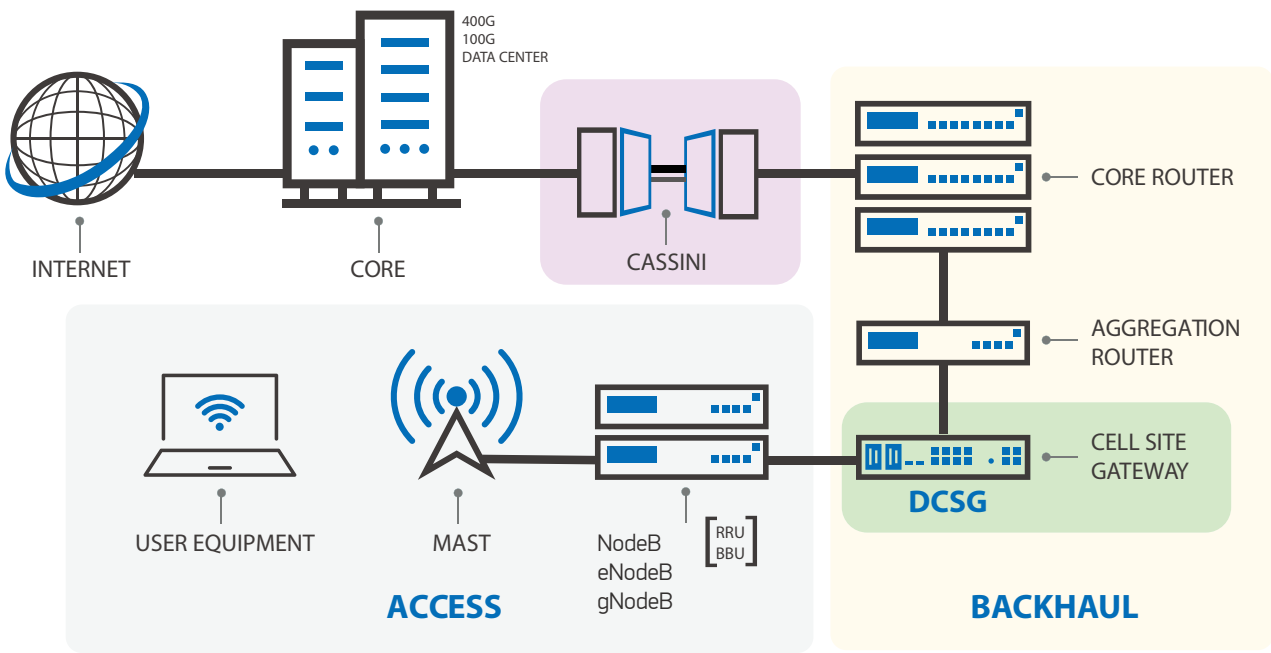 400G
100G
DATA CENTER
INTERNET
CORE
CASSINI
CORE ROUTER
AGGREGATION
ROUTER
CELL SITE
GATEWAY
DCSG
USER EQUIPMENT
MAST
NodeB
eNodeB
gNodeB
RRU
BBU
ACCESS
BACKHAUL